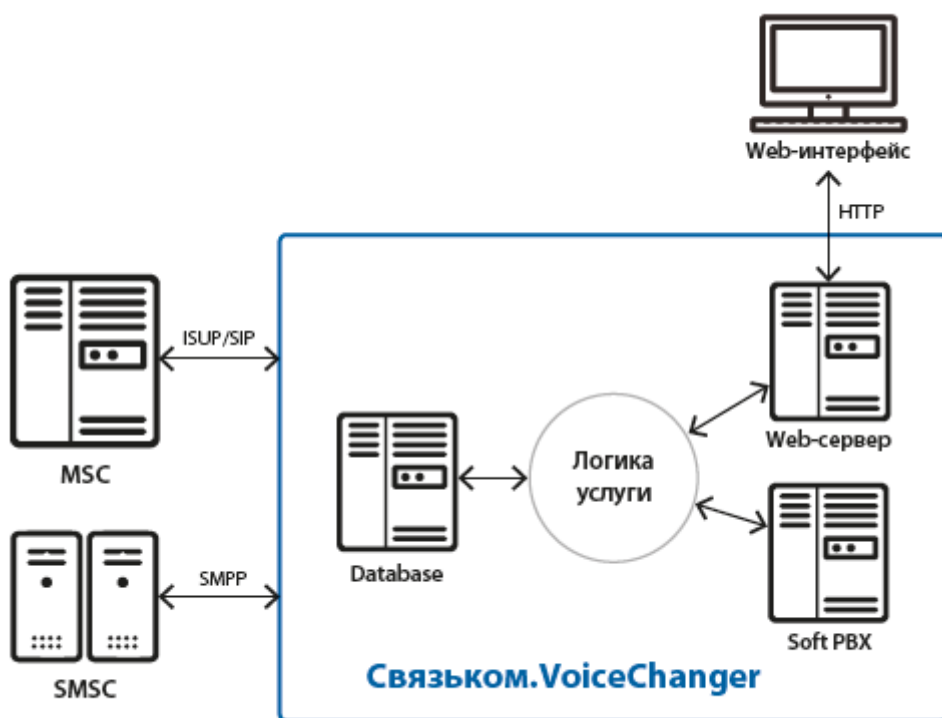 Web-интерфейс
HTTP
ISUP/SIP
MSC
Web-сервер
Логика
услуги
Database
SMPP
Soft PBX
SMSC
Связьком.VoiceChanger